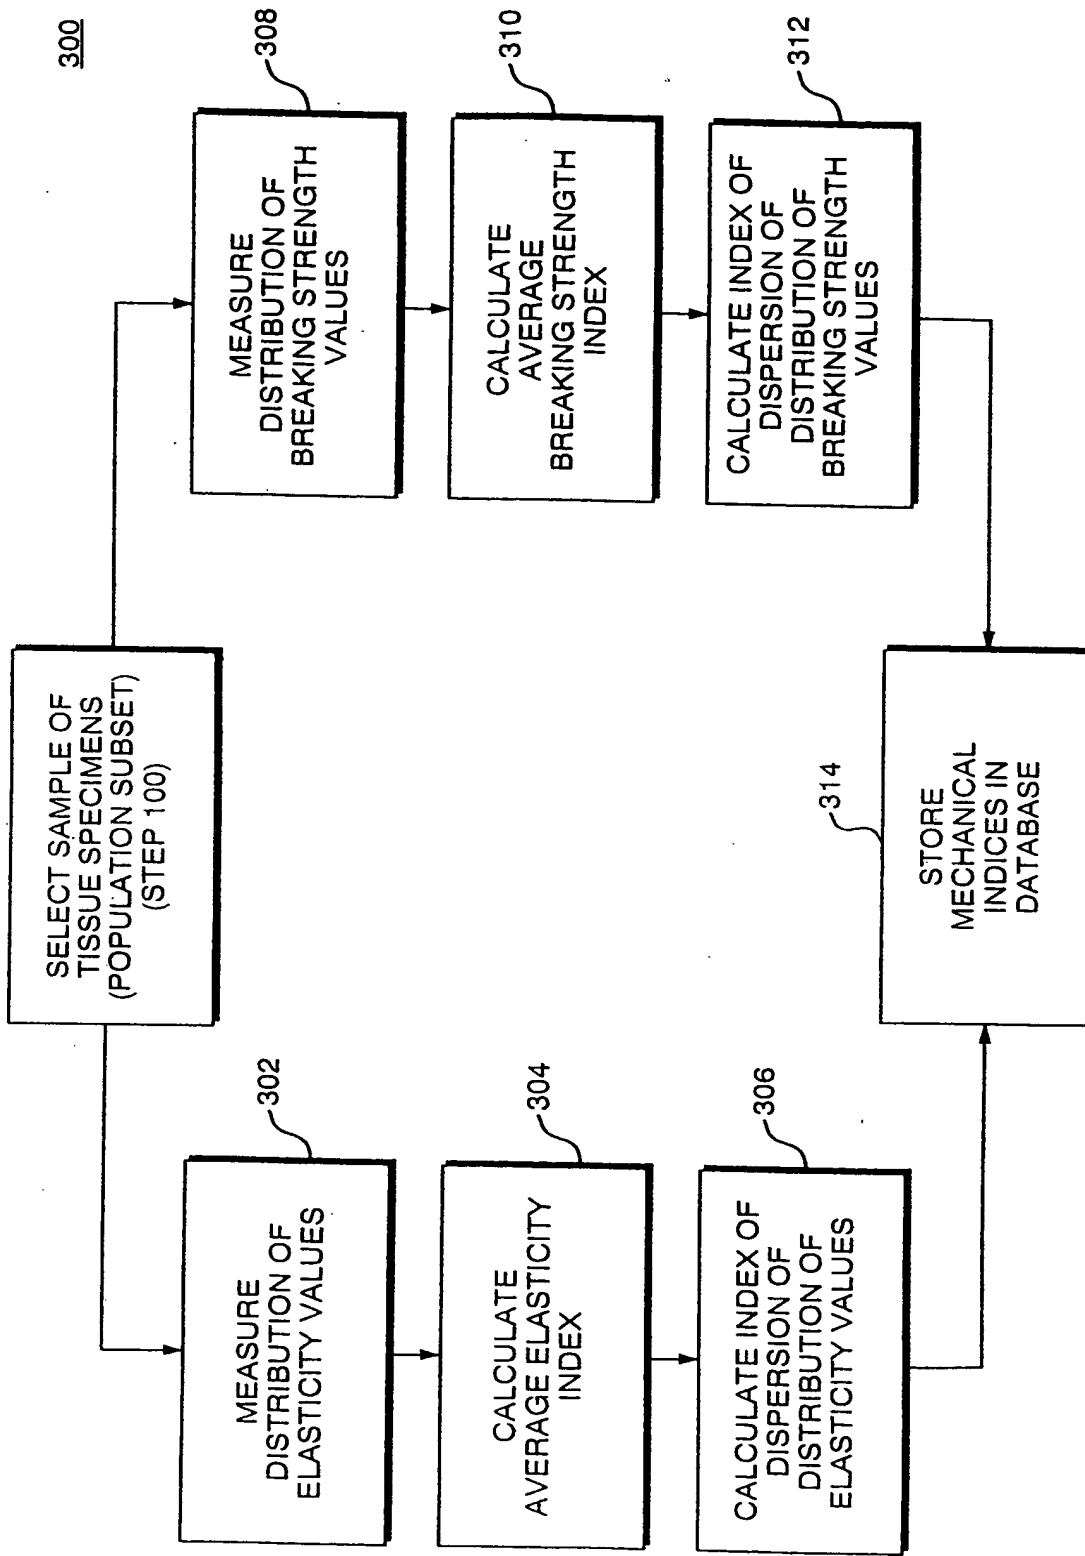 300
SELECT SAMPLE OF
TISSUE SPECIMENS
(POPULATION SUBSET)
(STEP 100)
302
MEASURE
DISTRIBUTION OF
ELASTICITY VALUES
304
CALCULATE
AVERAGE ELASTICITY
INDEX
306
CALCULATE INDEX OF
DISPERSION OF
DISTRIBUTION OF
ELASTICITY VALUES
308
MEASURE
DISTRIBUTION OF
BREAKING STRENGTH
VALUES
310
CALCULATE
AVERAGE
BREAKING STRENGTH
INDEX
312
CALCULATE INDEX OF
DISPERSION OF
DISTRIBUTION OF
BREAKING STRENGTH
VALUES
314
STORE
MECHANICAL
INDICES IN
DATABASE